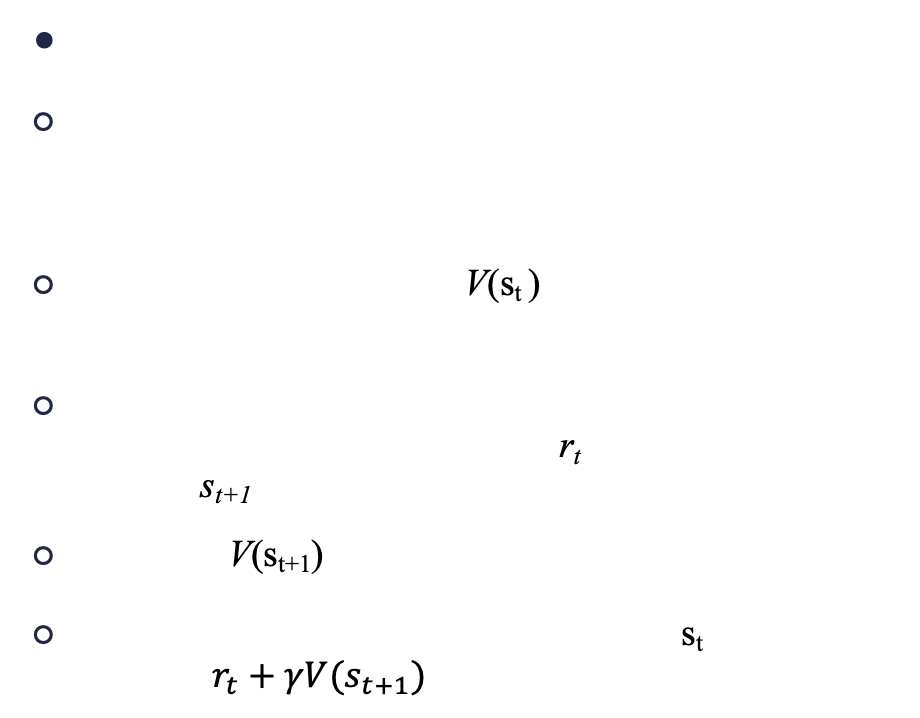 ●
○
○ V(sₜ)
○
rₜ
sₜ₊₁
○ V(sₜ₊₁)
○ sₜ
rₜ + γV(sₜ₊₁)